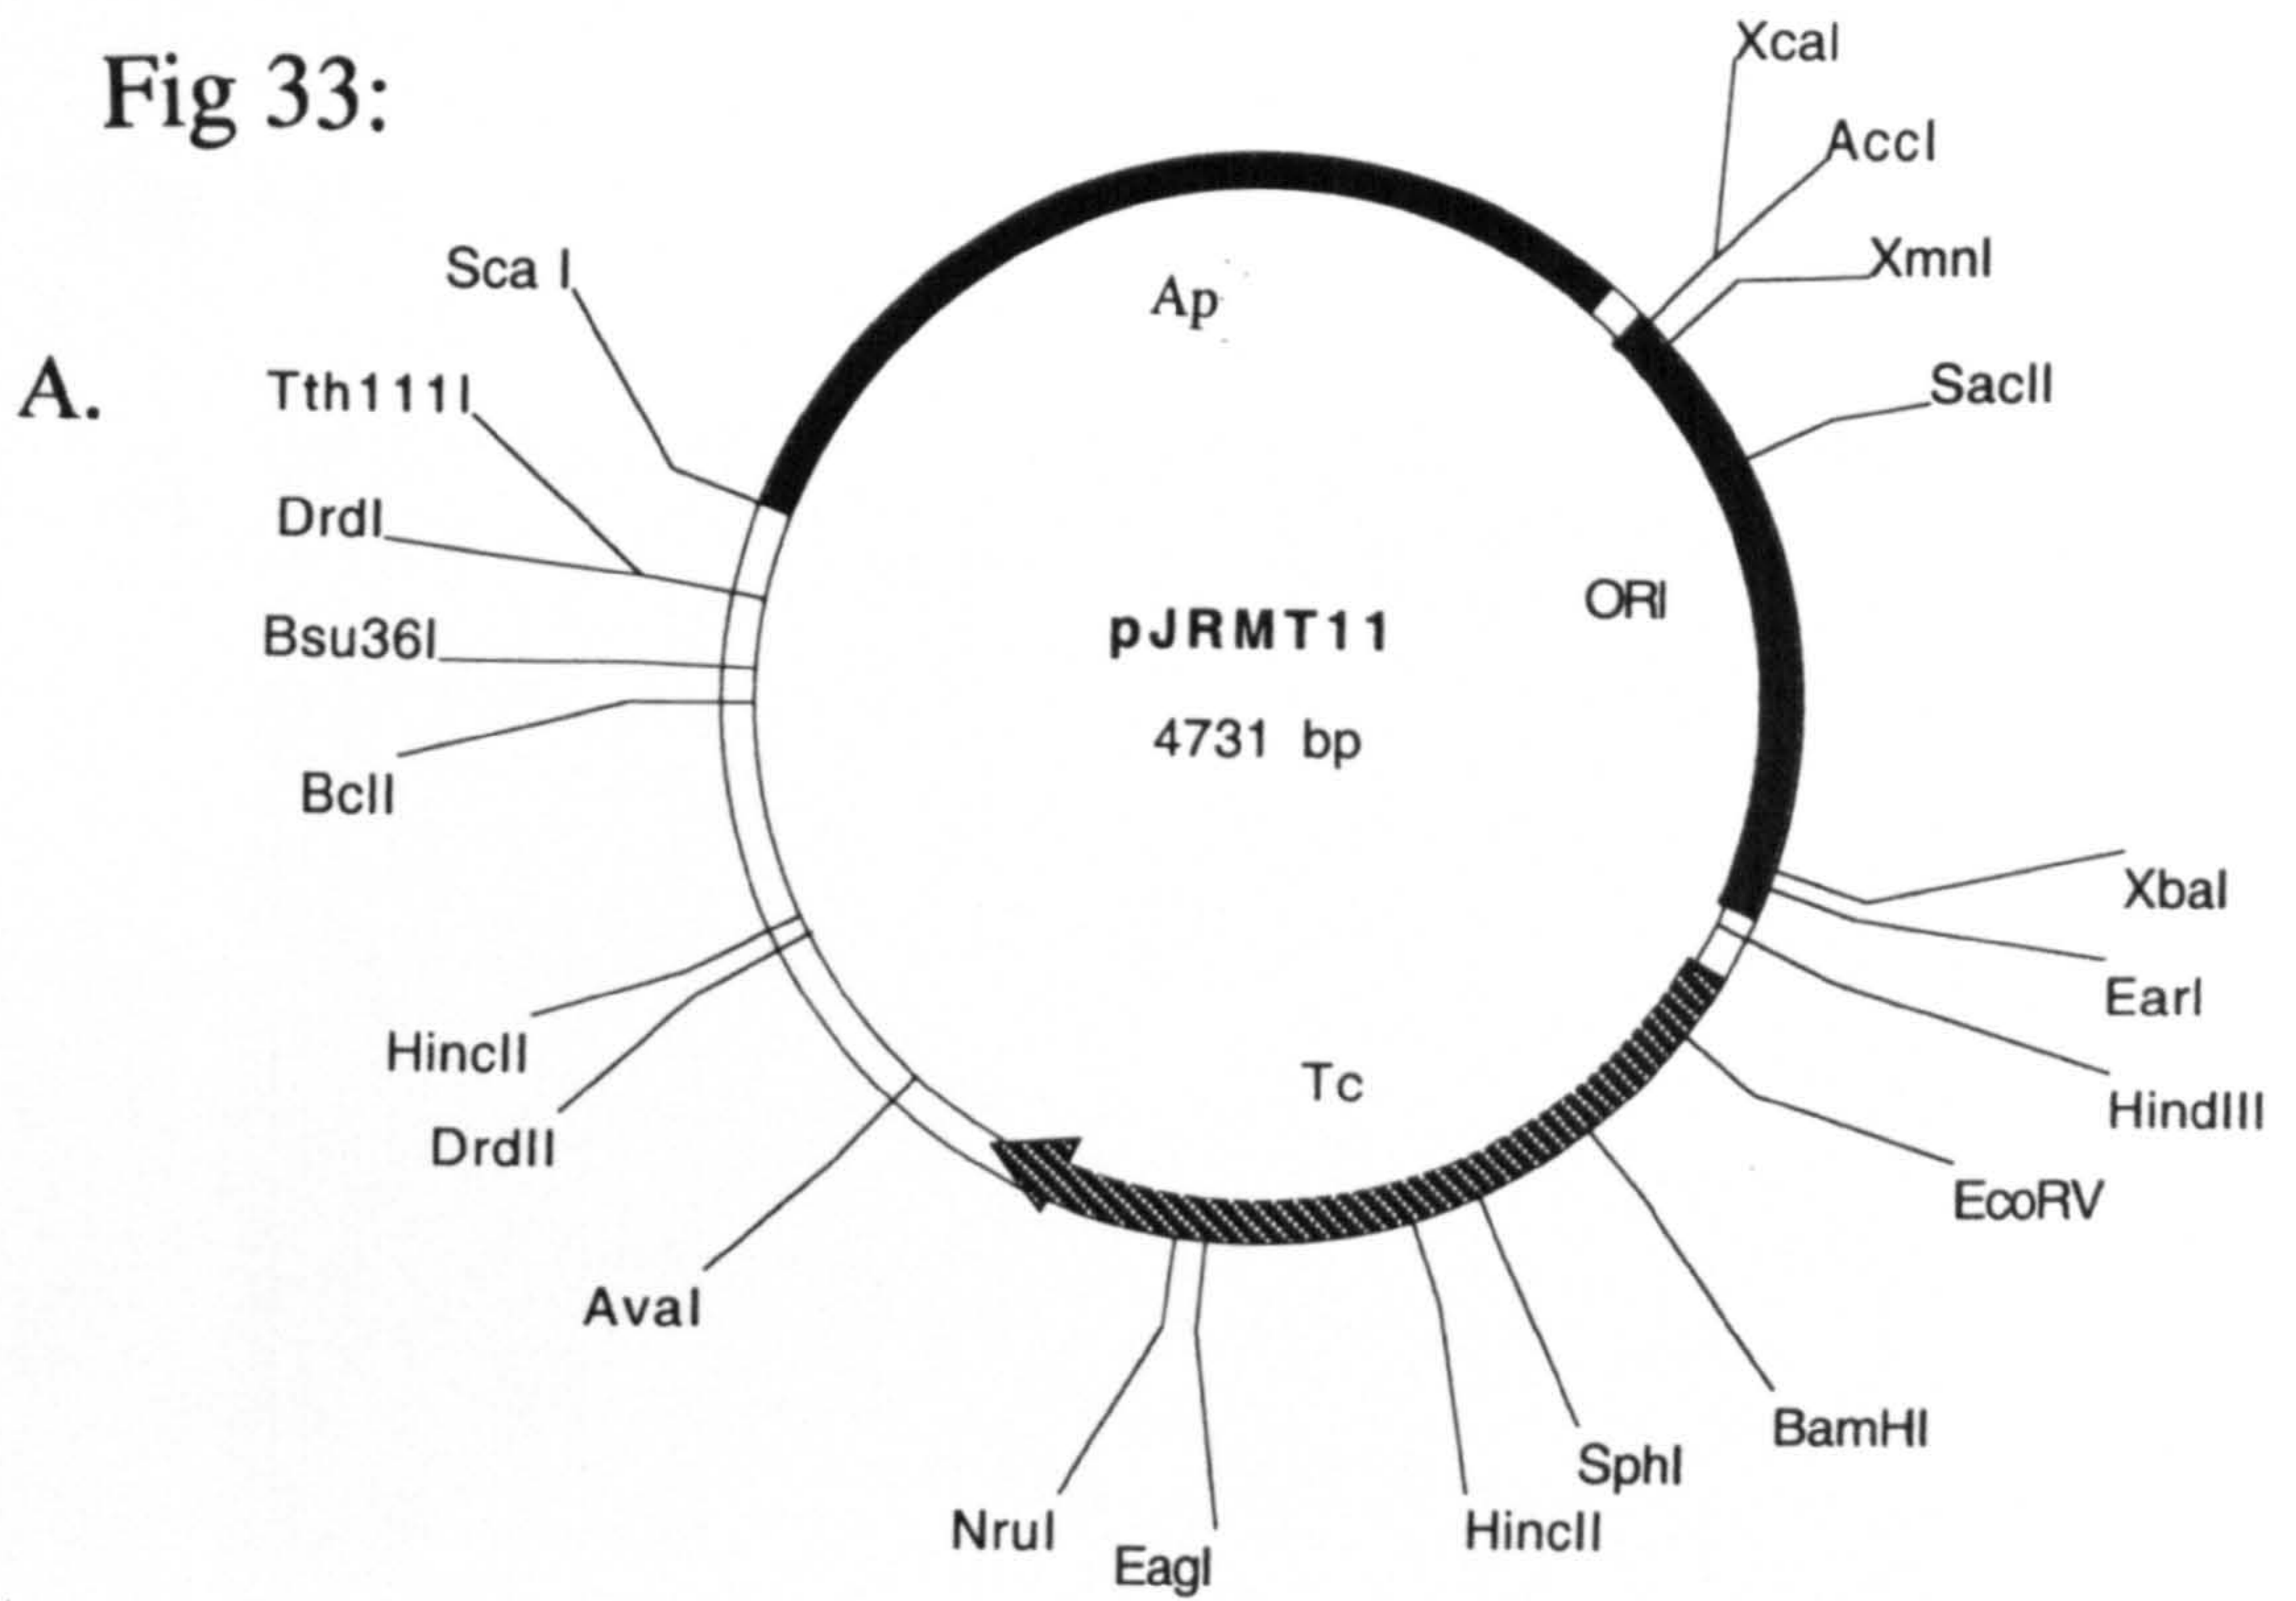 Fig 33:
A.
XcaI
AccI
XmnI
SacII
Sca I
Tth111I
DrdI
Bsu36I
BclI
Ap
ORI
pJRMT11
4731 bp
Tc
XbaI
EarI
HindIII
EcoRV
BamHI
SphI
HincII
EagI
NruI
AvaI
DrdII
HincII